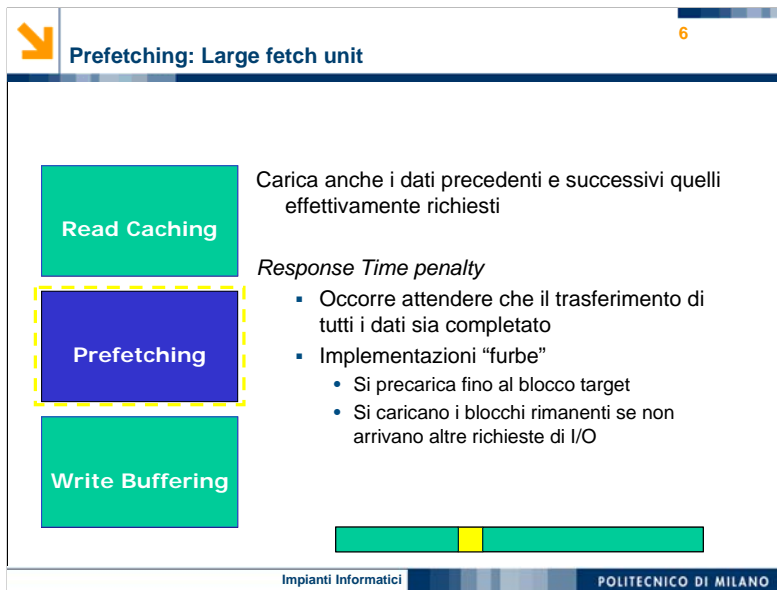 6
Prefetching: Large fetch unit
Read Caching
Prefetching
Write Buffering
Carica anche i dati precedenti e successivi quelli
effettivamente richiesti
Response Time penalty
▪ Occorre attendere che il trasferimento di
tutti i dati sia completato
▪ Implementazioni “furbe”
• Si precarica fino al blocco target
• Si caricano i blocchi rimanenti se non
arrivano altre richieste di I/O
Impianti Informatici
POLITECNICO DI MILANO